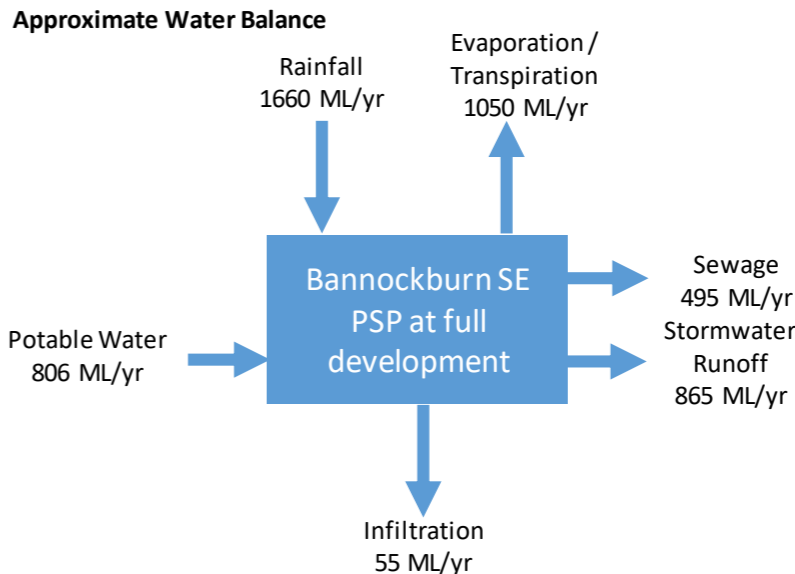 Approximate Water Balance
Rainfall
1660 ML/yr
Evaporation /
Transpiration
1050 ML/yr
Bannockburn SE
PSP at full
development
Potable Water
806 ML/yr
Sewage
495 ML/yr
Stormwater
Runoff
865 ML/yr
Infiltration
55 ML/yr